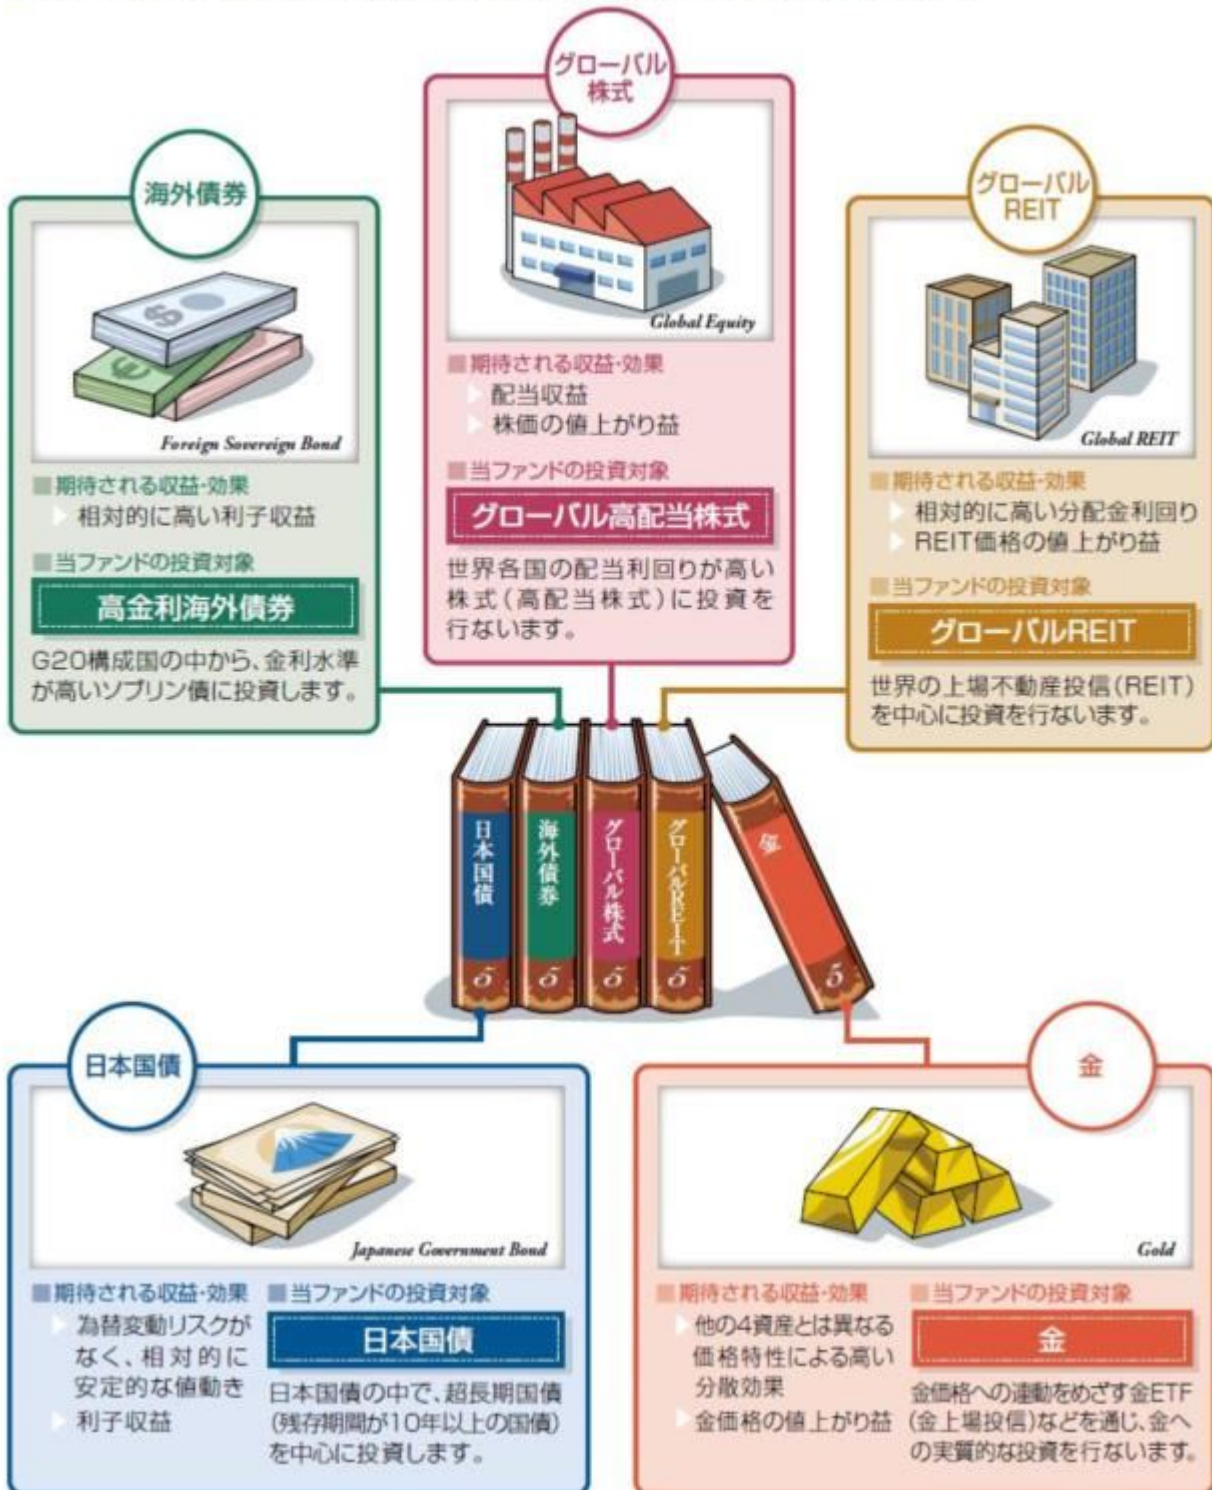 グローバル
株式
Global Equity
■期待される収益・効果
配当収益
株価の値上がり益
■当ファンドの投資対象
グローバル高配当株式
世界各国の配当利回りが高い
株式(高配当株式)に投資を
行ないます。
海外債券
Foreign Sovereign Bond
■期待される収益・効果
相対的に高い利子収益
■当ファンドの投資対象
高金利海外債券
G20構成国の中から、金利水準
が高いソブリン債に投資します。
グローバル
REIT
Global REIT
■期待される収益・効果
相対的に高い分配金利回り
REIT価格の値上がり益
■当ファンドの投資対象
グローバルREIT
世界の上場不動産投信(REIT)
を中心に投資を行ないます。
日本国債
5
海外債券
5
グローバル株式
5
グローバルREIT
5
金
5
日本国債
Japanese Government Bond
■期待される収益・効果
為替変動リスクが
なく、相対的に
安定的な値動き
利子収益
■当ファンドの投資対象
日本国債
日本国債の中で、超長期国債
(残存期間が10年以上の国債)
を中心に投資します。
金
Gold
■期待される収益・効果
他の4資産とは異なる
価格特性による高い
分散効果
金価格の値上がり益
■当ファンドの投資対象
金
金価格への連動をめざす金ETF
(金上場投信)などを通じ、金へ
の実質的な投資を行ないます。